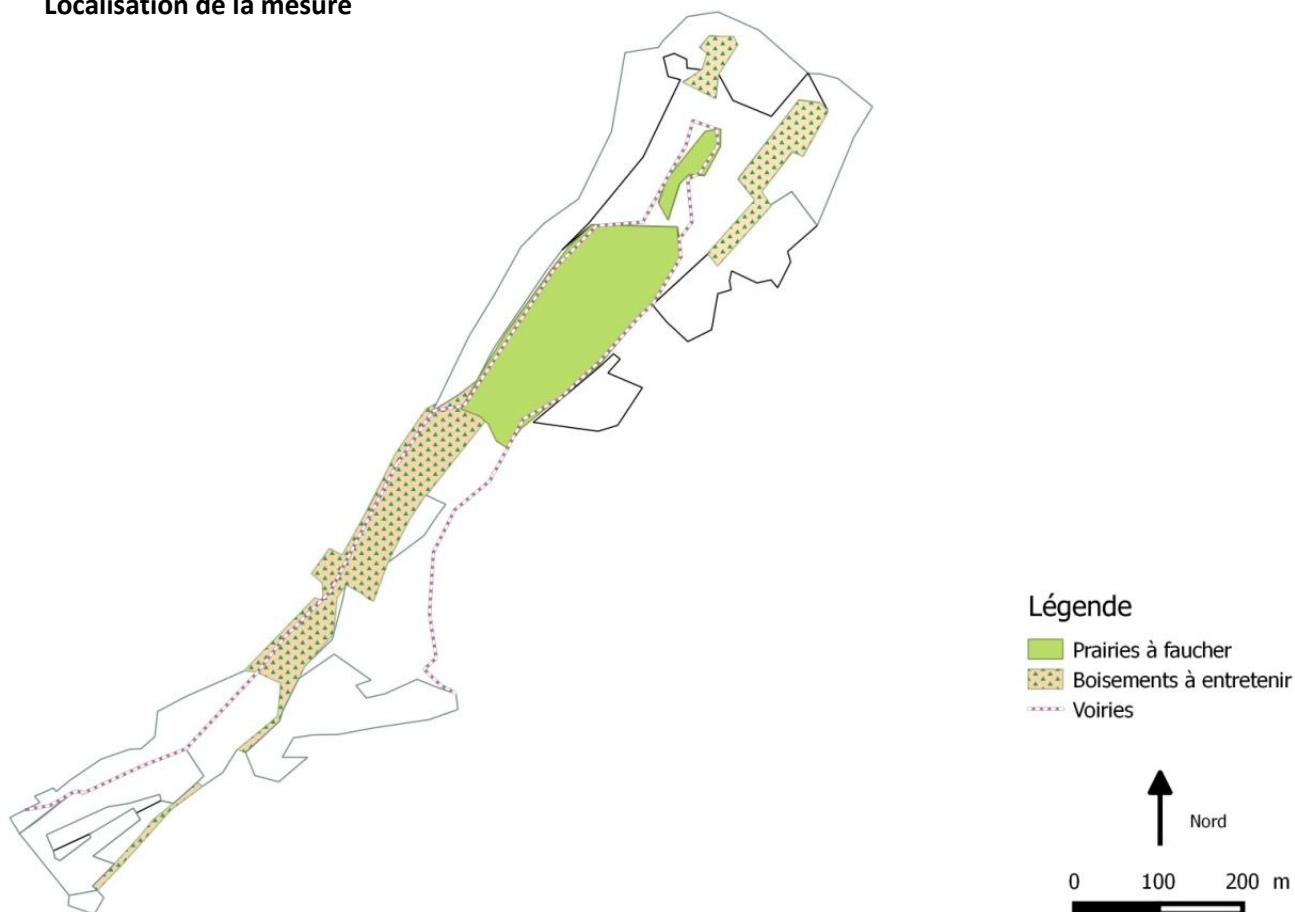 Localisation de la mesure
Légende
Prairies à faucher
Boisements à entretenir
Voiries
Nord
0 100 200 m